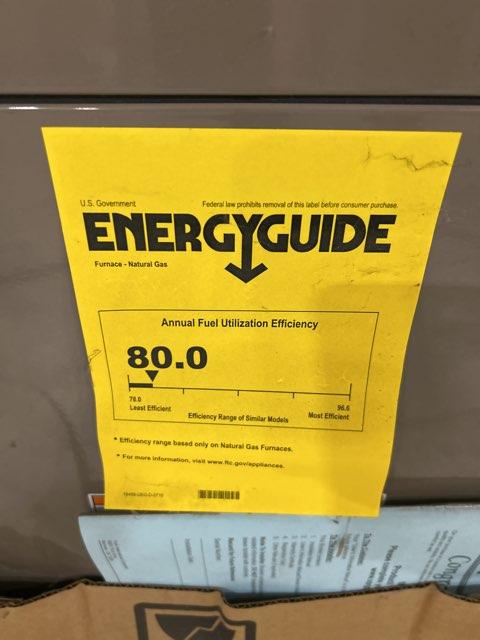 U.S. Government
Federal law prohibits removal of this label before consumer purchase.
ENERGYGUIDE
Furnace - Natural Gas
Annual Fuel Utilization Efficiency
80.0
78.0
96.6
Least Efficient
Efficiency Range of Similar Models
Most Efficient
* Efficiency range based only on Natural Gas Furnaces.
* For more information, visit www.ftc.gov/appliances.